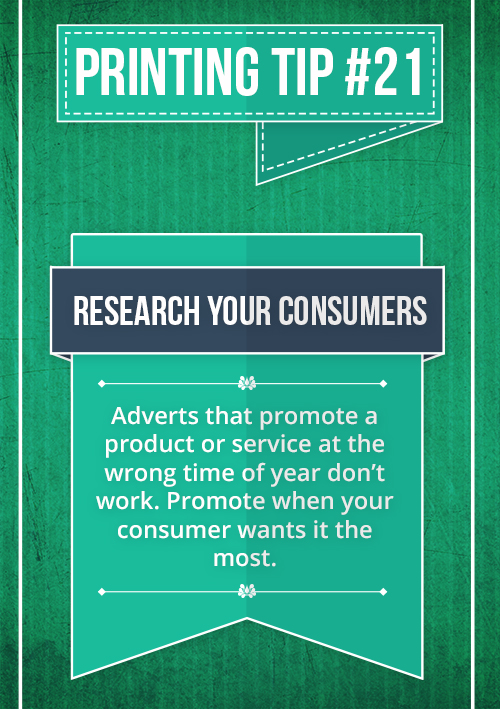 PRINTING TIP #21
RESEARCH YOUR CONSUMERS
Adverts that promote a
product or service at the
wrong time of year don’t
work. Promote when your
consumer wants it the
most.